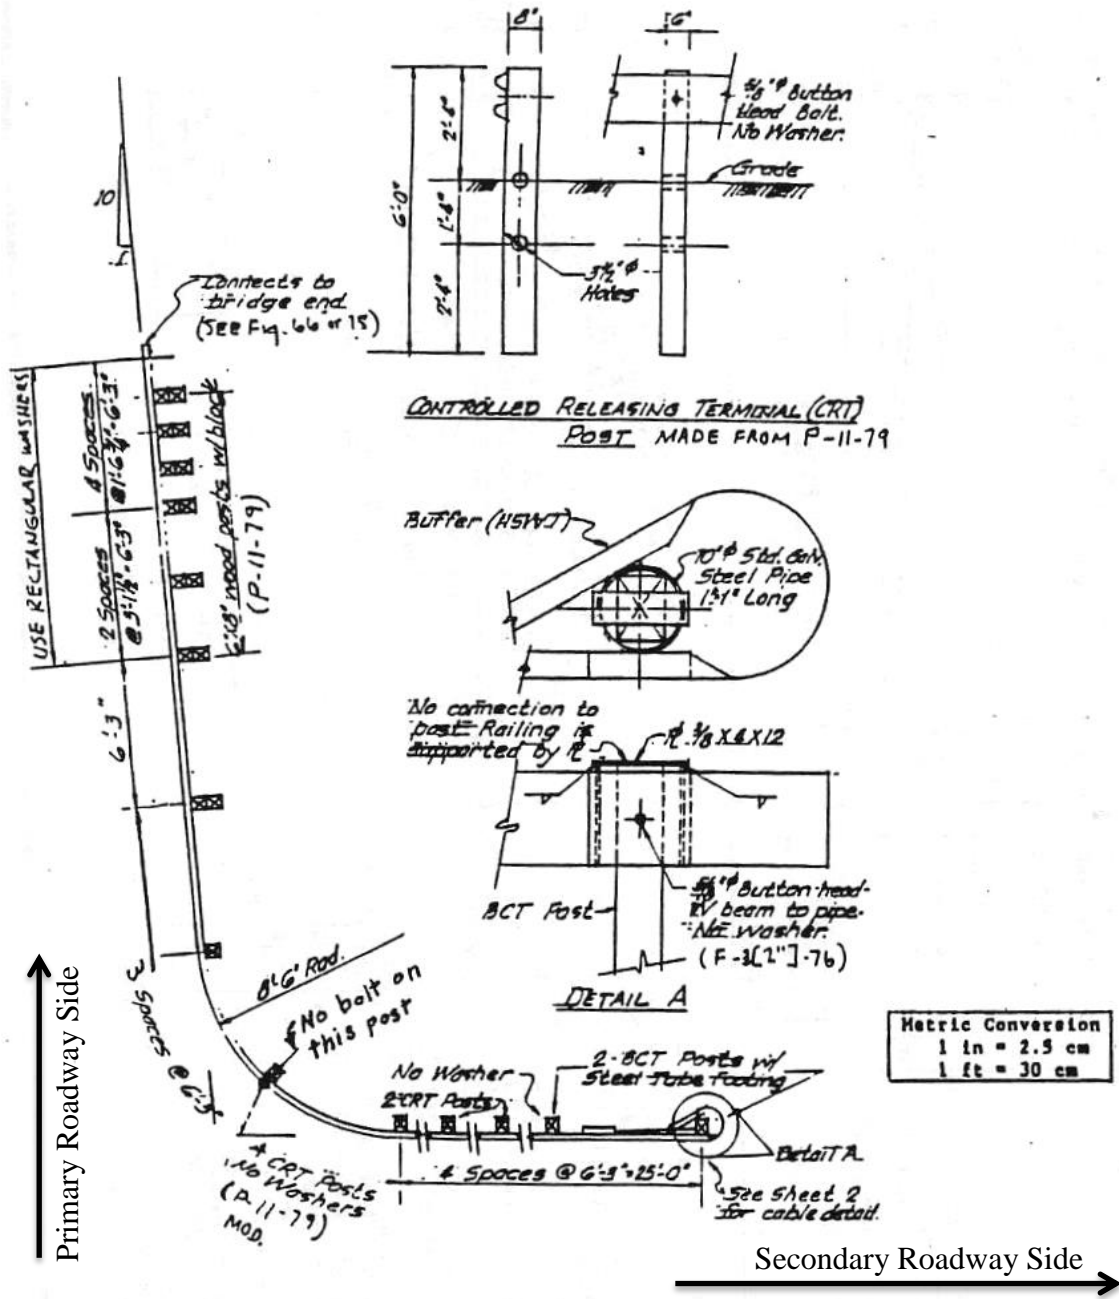 8"
6"
5/8"ϕ Button
Head Bolt.
No Washer.
Grade
6'-0"
2'-4"
1'-4"
2'-4"
3½"ϕ
Holes
CONTROLLED RELEASING TERMINAL (CRT)
POST MADE FROM P-11-79
10
1
Connects to
bridge end
(SEE Fig. 66 or 75)
USE RECTANGULAR WASHERS
4 Spaces
@ 1'-6¾"=6'-3"
2 Spaces
@ 3'-1½"=6'-3"
6"x8" wood posts w/block
(P-11-79)
6'-3"
3 Spaces @ 6'-3"
8'-6" Rad.
No bolt on
this post
4 CRT Posts
No Washers
(P-11-79)
MOD.
No Washer
2 CRT Posts
2-BCT Posts w/
Steel Tube Footing
4 Spaces @ 6'-3"=25'-0"
Detail A
See Sheet 2
for cable detail.
Buffer
10"ϕ Std. Galv.
Steel Pipe
Long
No connection to
post Railing is
supported by ℙ
ℙ 3/8 X 6 X 12
BCT Post
5/8"ϕ Button-head
W beam to pipe.
No washer.
(F-3[2"]-76)
DETAIL A
Metric Conversion
1 in = 2.5 cm
1 ft = 30 cm
Primary Roadway Side
Secondary Roadway Side